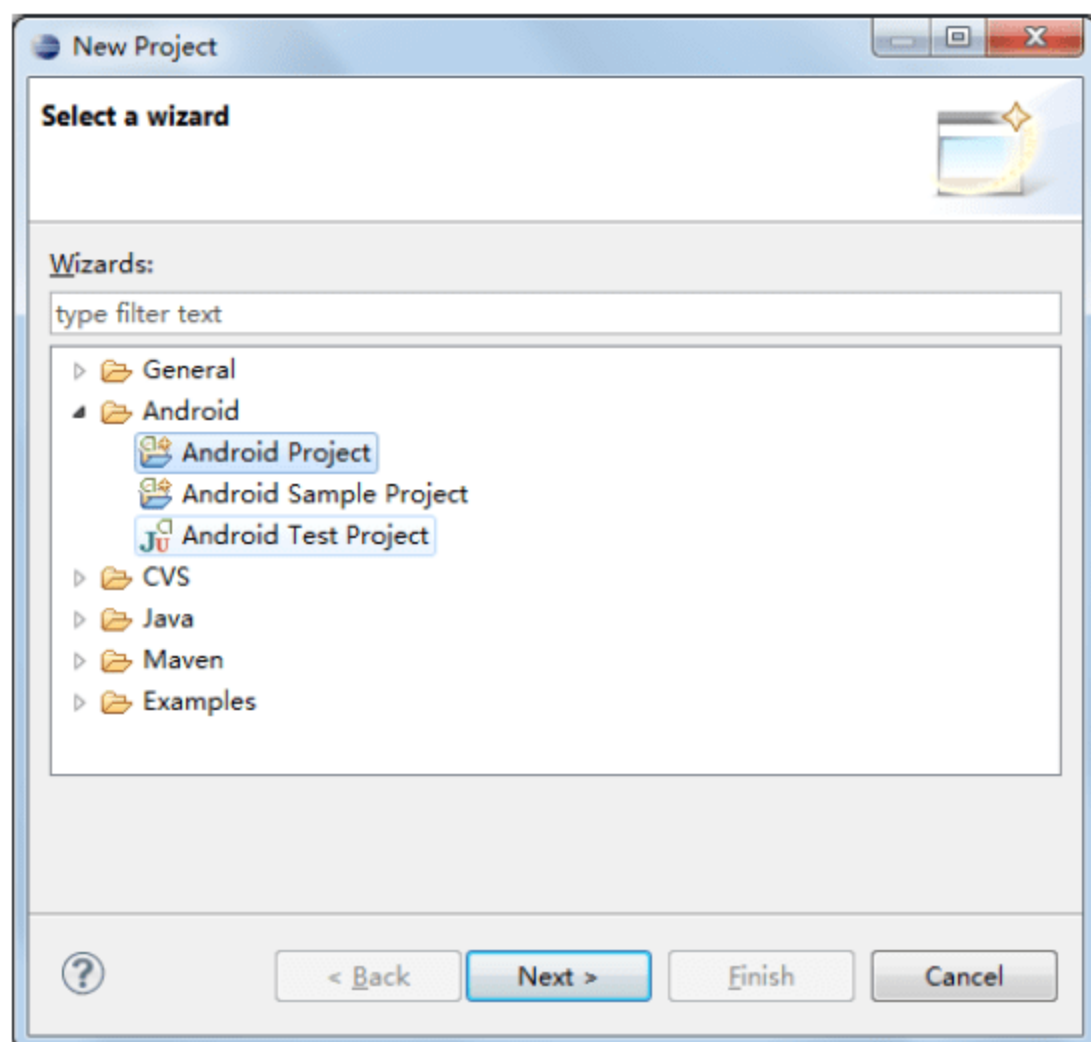 New Project
Select a wizard
Wizards:
type filter text
General
Android
Android Project
Android Sample Project
Android Test Project
CVS
Java
Maven
Examples
< Back Next > Finish Cancel